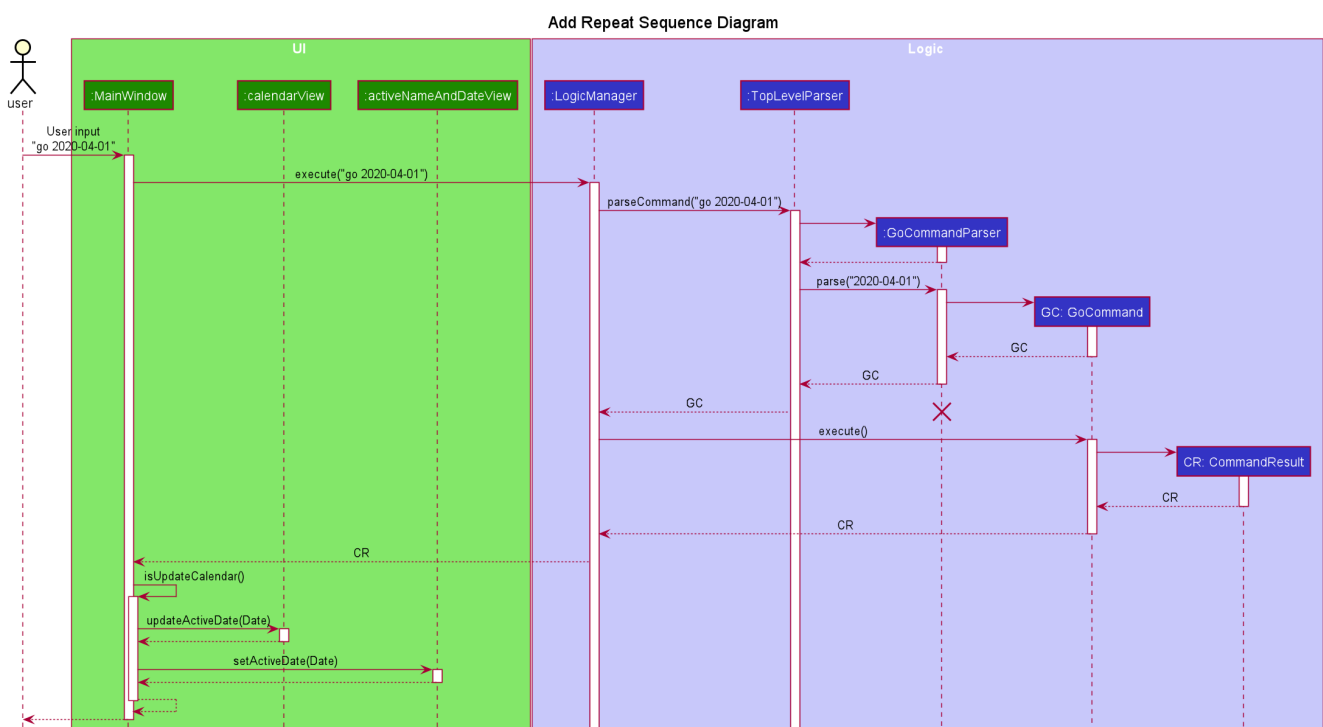 Add Repeat Sequence Diagram
UI
Logic
user
:MainWindow
:calendarView
:activeNameAndDateView
:LogicManager
:TopLevelParser
User input
"go 2020-04-01"
execute("go 2020-04-01")
parseCommand("go 2020-04-01")
:GoCommandParser
parse("2020-04-01")
GC: GoCommand
GC
GC
GC
execute()
CR: CommandResult
CR
CR
CR
isUpdateCalendar()
updateActiveDate(Date)
setActiveDate(Date)